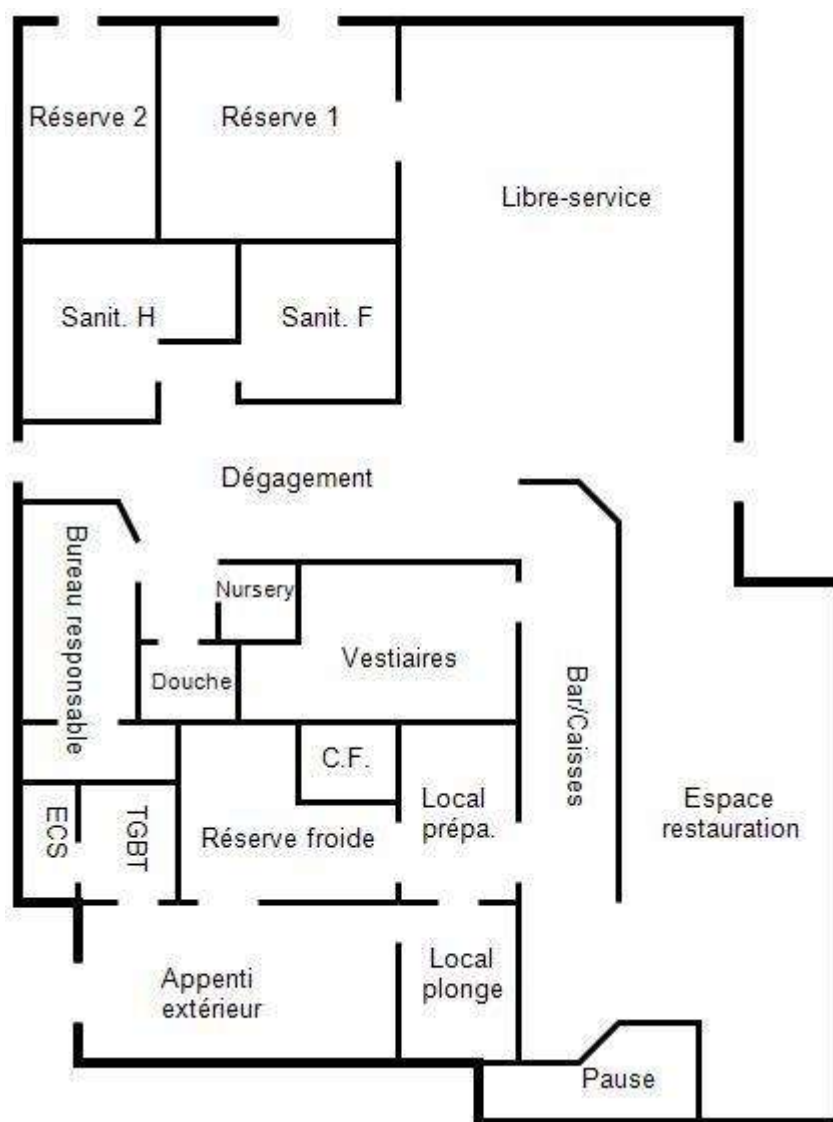 Réserve 2
Réserve 1
Libre-service
Sanit. H
Sanit. F
Dégagement
Bureau responsable
Nursery
Vestiaires
Douche
Bar/Caisses
C.F.
ECS
TGBT
Réserve froide
Local
prépa.
Espace
restauration
Appenti
extérieur
Local
plonge
Pause